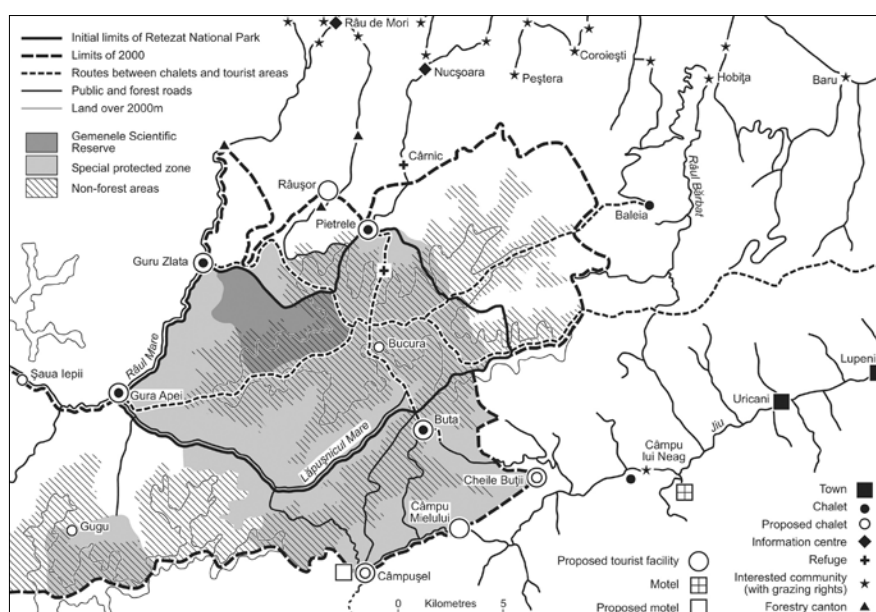 Initial limits of Retezat National Park
Limits of 2000
Routes between chalets and tourist areas
Public and forest roads
Land over 2000m
Gemenele Scientific
Reserve
Special protected zone
Non-forest areas
Râu de Mori
Nucşoara
Peştera
Coroieşti
Hobiţa
Baru
Râul Bărbat
Cârnic
Râuşor
Pietrele
Baleia
Guru Zlata
Râul Mare
Bucura
Şaua Iepii
Gura Apei
Lupeni
Uricani
Jiu
Buta
Lăpuşnicul Mare
Câmpu
lui Neag
Cheile Buţii
Câmpu
Mielului
Gugu
Câmpuşel
Town
Chalet
Proposed chalet
Information centre
Refuge
Interested community
(with grazing rights)
Forestry canton
Proposed tourist facility
Motel
Proposed motel
0 Kilometres 5